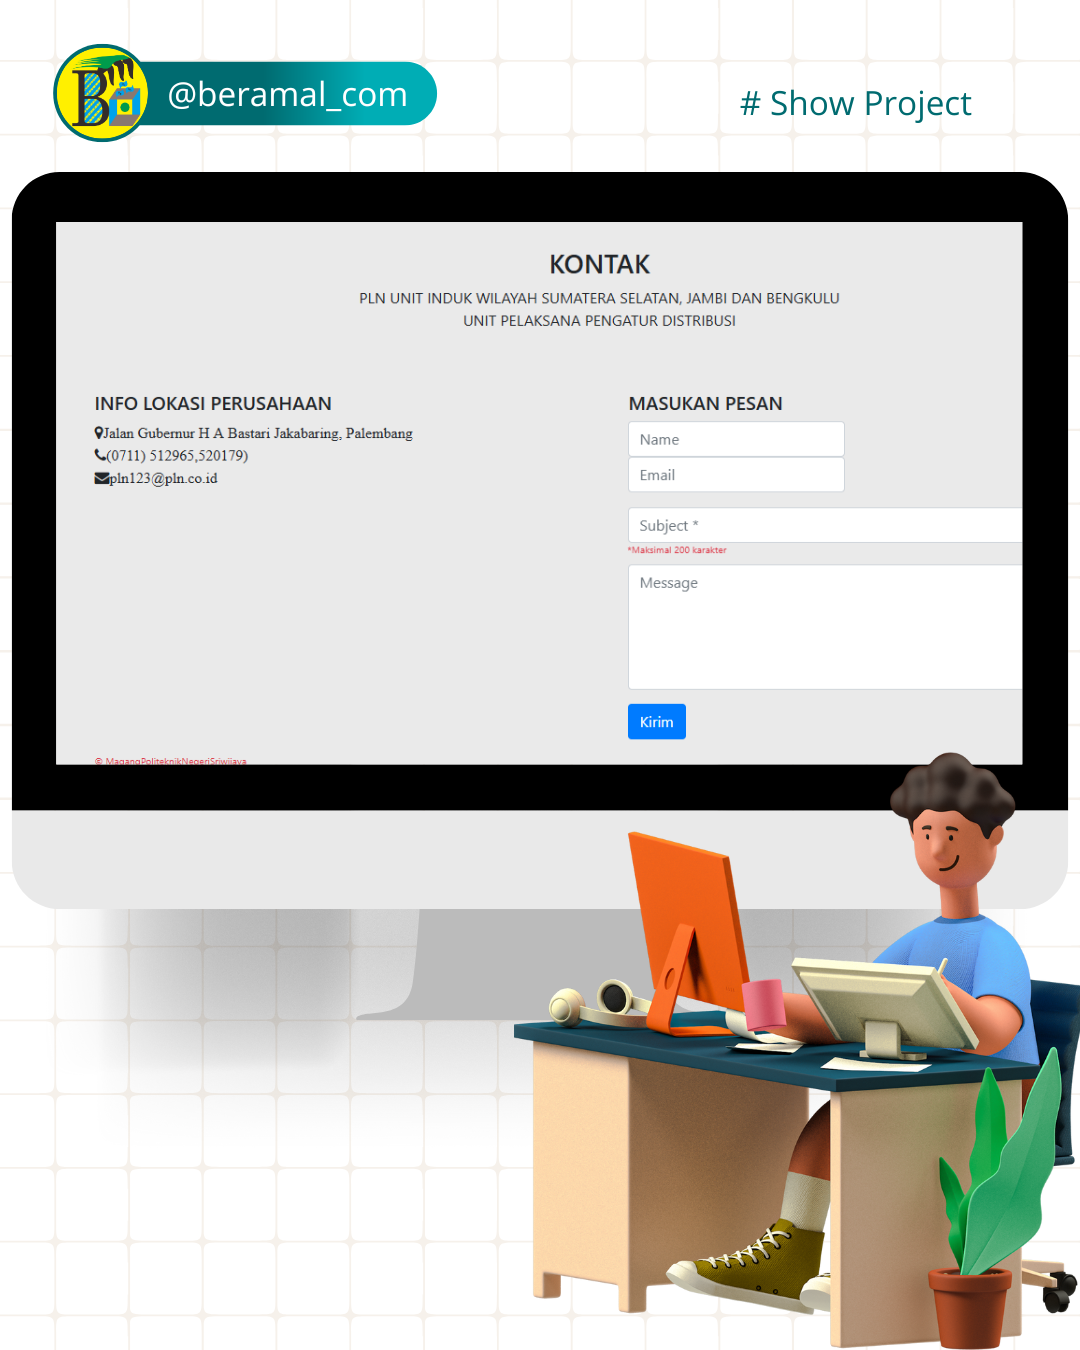 @beramal_com
# Show Project
KONTAK
PLN UNIT INDUK WILAYAH SUMATERA SELATAN, JAMBI DAN BENGKULU
UNIT PELAKSANA PENGATUR DISTRIBUSI
INFO LOKASI PERUSAHAAN
Jalan Gubernur H A Bastari Jakabaring, Palembang
(0711) 512965,520179)
pln123@pln.co.id
MASUKAN PESAN
Name
Email
Subject *
*Maksimal 200 karakter
Message
Kirim
© MagangPoliteknikNegeriSriwijaya